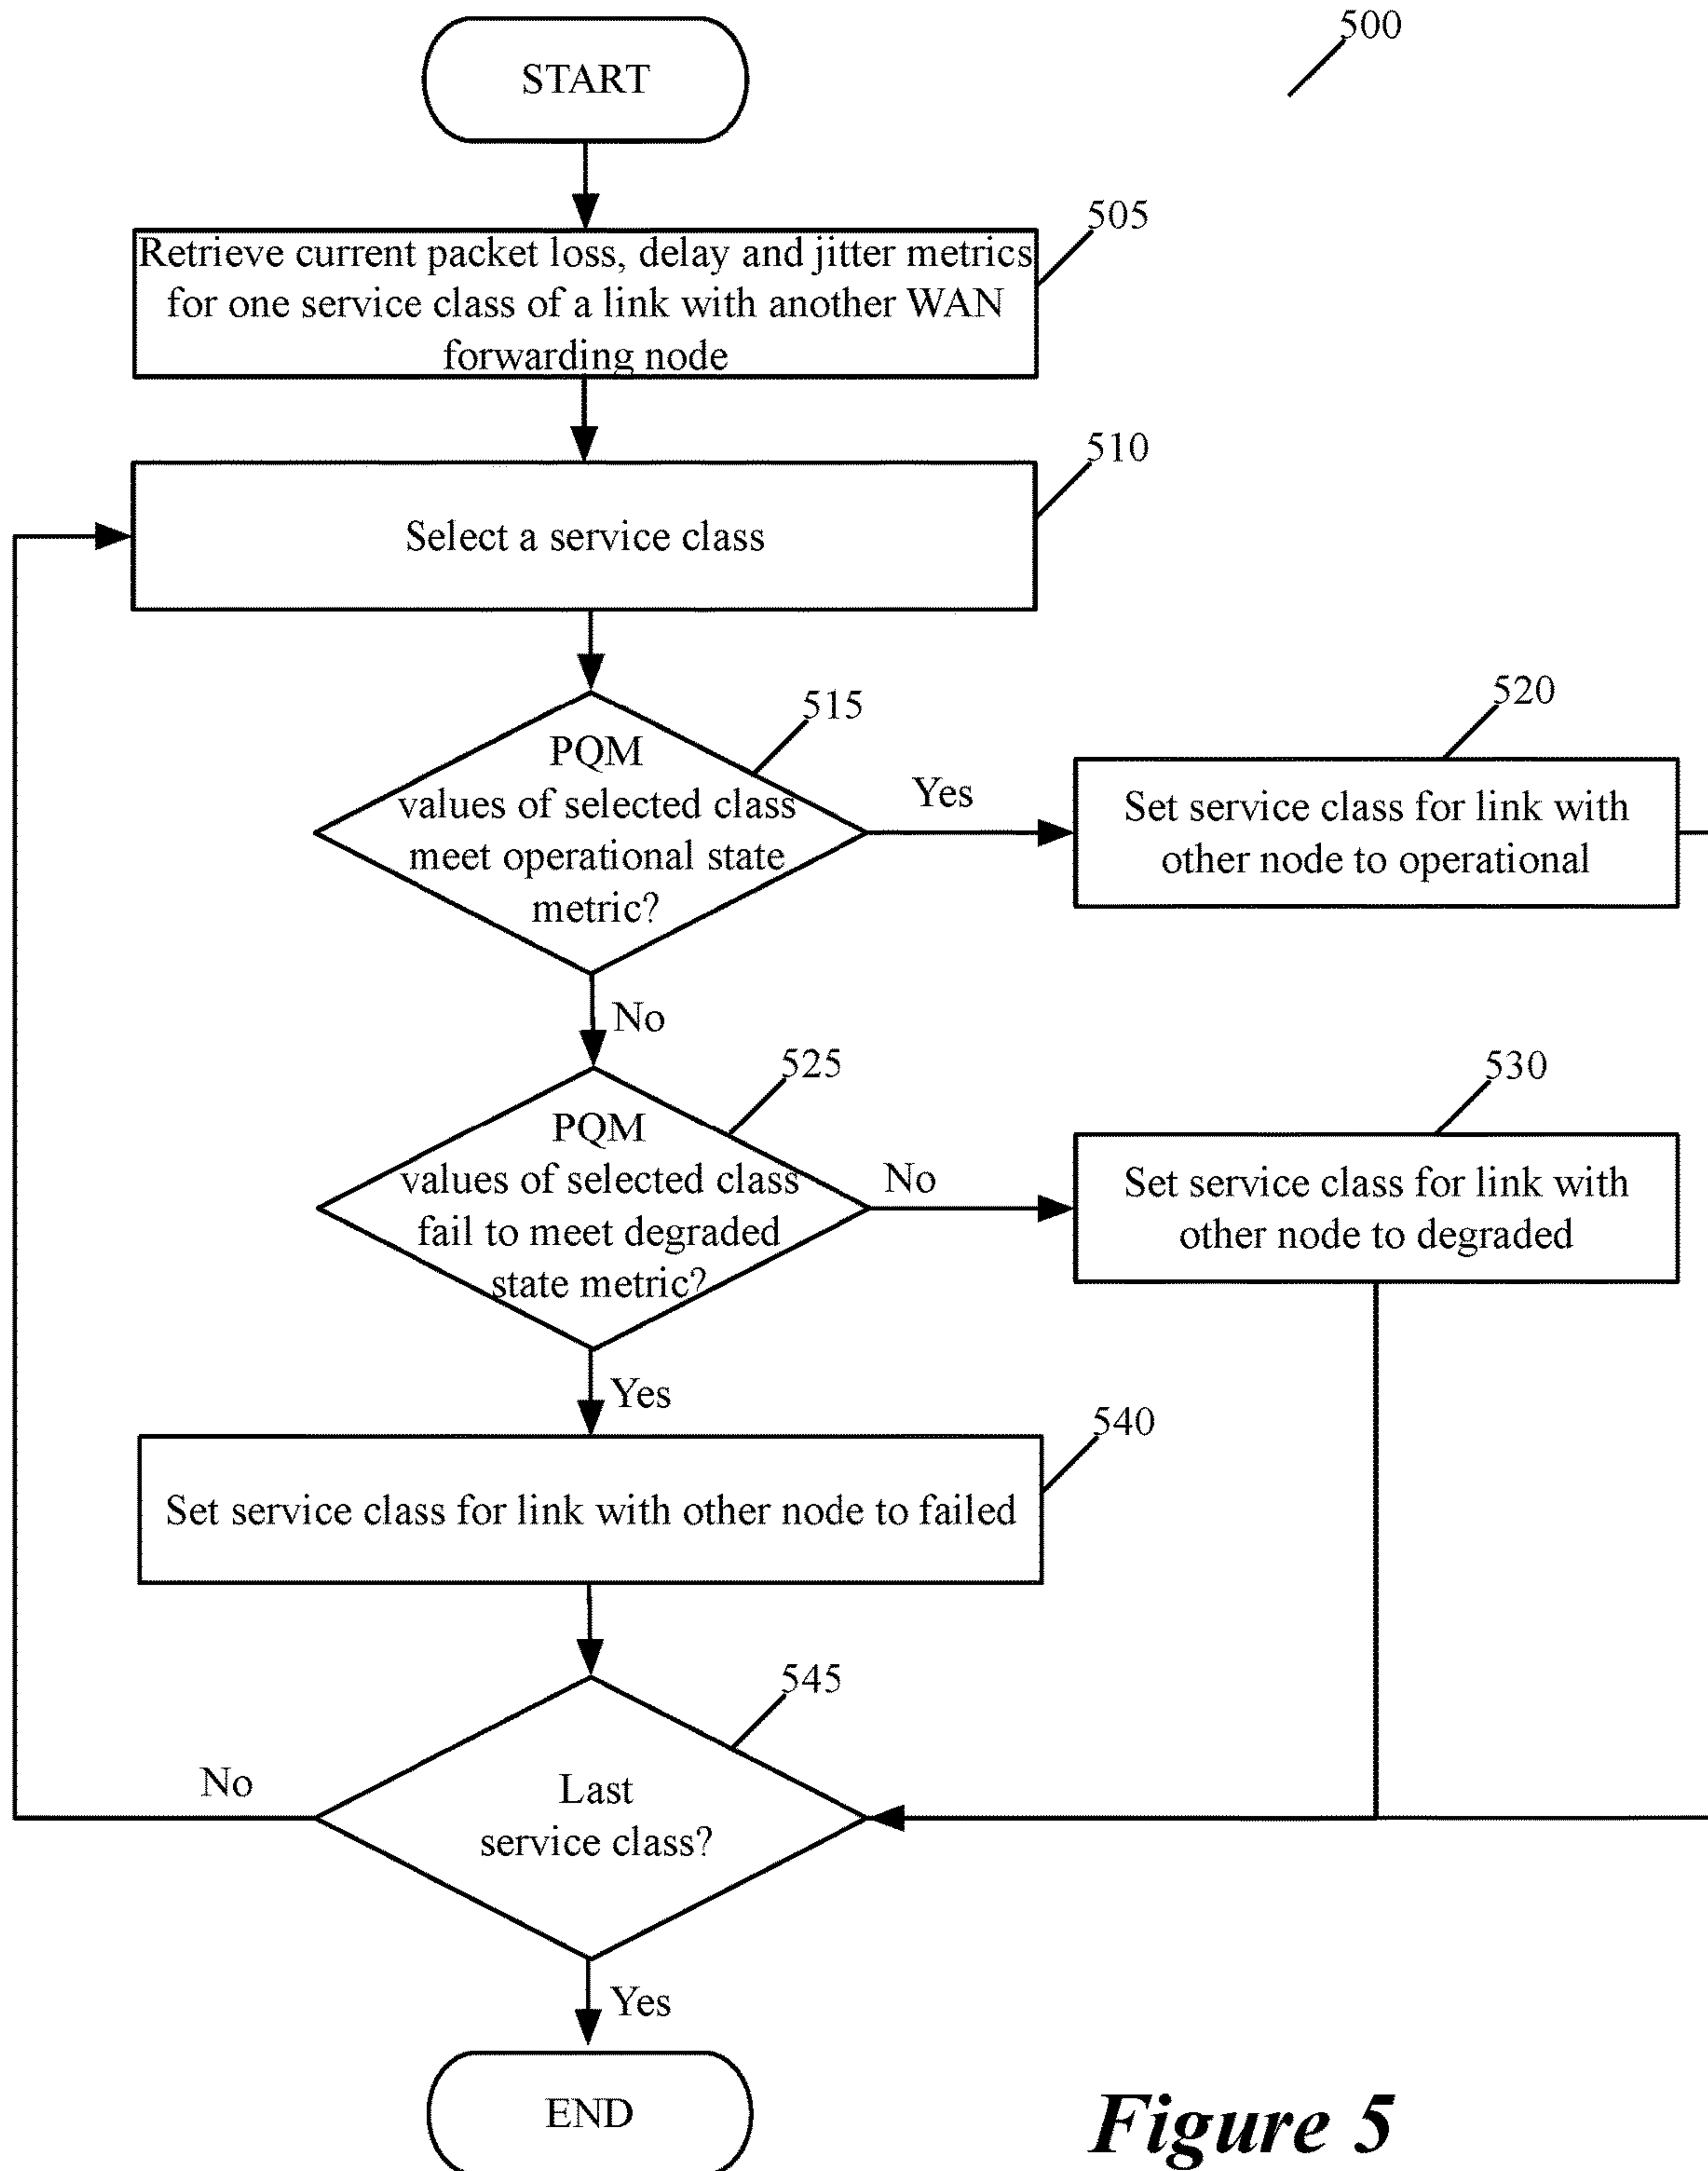 500
START
505
Retrieve current packet loss, delay and jitter metrics
for one service class of a link with another WAN
forwarding node
510
Select a service class
515
PQM
values of selected class
meet operational state
metric?
Yes
520
Set service class for link with
other node to operational
No
525
PQM
values of selected class
fail to meet degraded
state metric?
No
530
Set service class for link with
other node to degraded
Yes
540
Set service class for link with other node to failed
545
Last
service class?
No
Yes
END
Figure 5